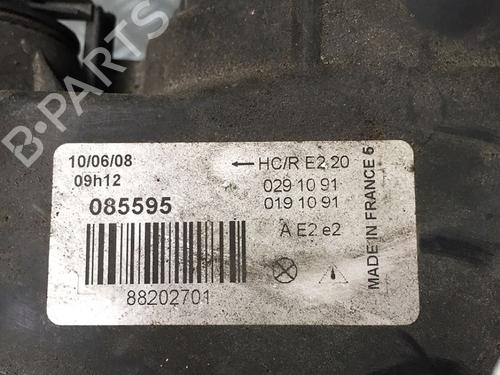 10/06/08
09h12
085595
88202701
← HC/R E2 20
029 10 91
019 10 91
A E2 e2
MADE IN FRANCE 5
B-PARTS